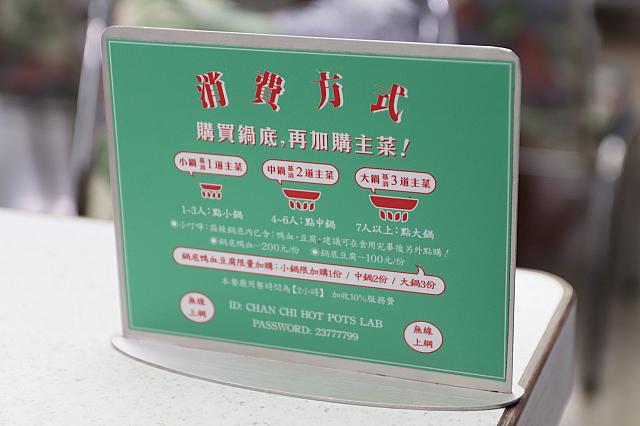 消費方式
購買鍋底,再加購主菜!
小鍋 基消 1道主菜
中鍋 基消 2道主菜
大鍋 基消 3道主菜
1~3人：點小鍋
4~6人：點中鍋
7人以上：點大鍋
◉小叮嚀：麻辣鍋底內已含：鴨血、豆腐，建議可在食用完畢後另外點購！
◉鍋底鴨血—200元/份 ◉鍋底豆腐—100元/份
鍋底鴨血豆腐限量加購：小鍋限加購1份 / 中鍋2份 / 大鍋3份
本餐廳用餐時間為【2小時】 加收10%服務費
無線上網
ID: CHAN CHI HOT POTS LAB
PASSWORD: 23777799
無線上網